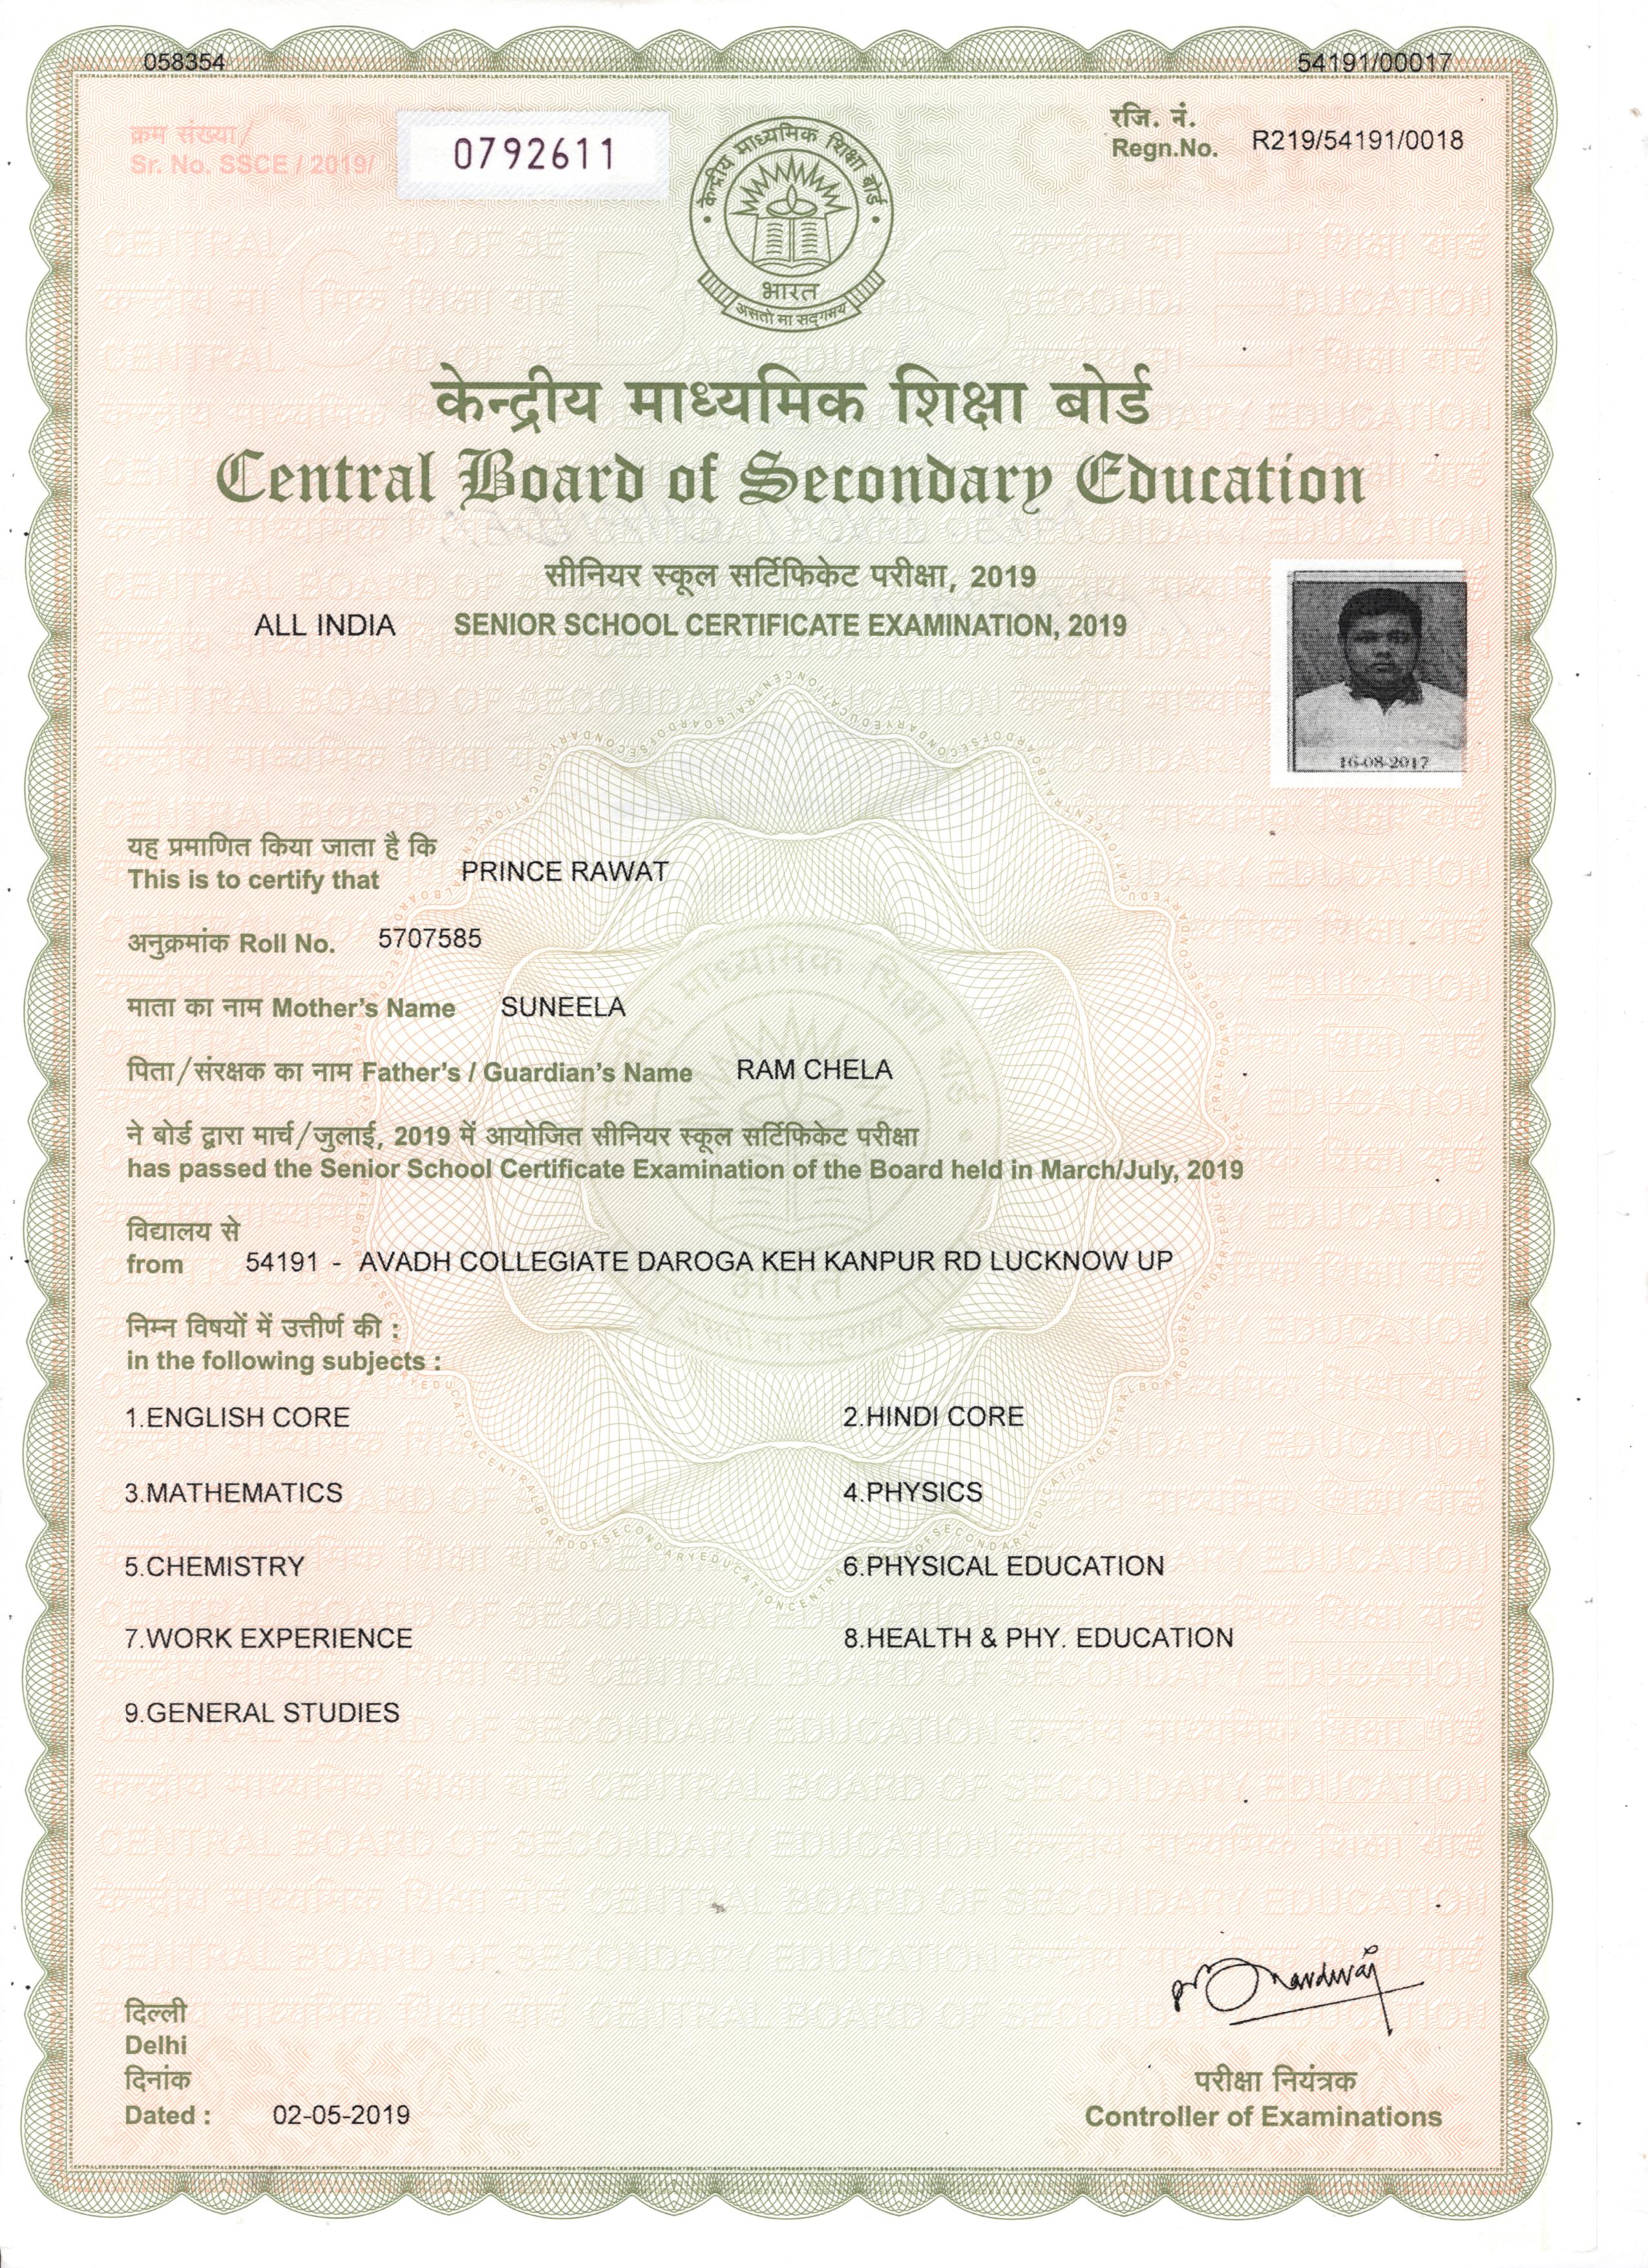 058354
54191/00017
क्रम संख्या/
Sr. No. SSCE / 2019/
0792611
रजि. नं.
Regn.No. R219/54191/0018
केन्द्रीय माध्यमिक शिक्षा बोर्ड
भारत
असतो मा सद्गमय
केन्द्रीय माध्यमिक शिक्षा बोर्ड
Central Board of Secondary Education
सीनियर स्कूल सर्टिफिकेट परीक्षा, 2019
ALL INDIA SENIOR SCHOOL CERTIFICATE EXAMINATION, 2019
16-08-2017
यह प्रमाणित किया जाता है कि
This is to certify that PRINCE RAWAT
अनुक्रमांक Roll No. 5707585
माता का नाम Mother's Name SUNEELA
पिता/संरक्षक का नाम Father's / Guardian's Name RAM CHELA
ने बोर्ड द्वारा मार्च/जुलाई, 2019 में आयोजित सीनियर स्कूल सर्टिफिकेट परीक्षा
has passed the Senior School Certificate Examination of the Board held in March/July, 2019
विद्यालय से
from 54191 - AVADH COLLEGIATE DAROGA KEH KANPUR RD LUCKNOW UP
निम्न विषयों में उत्तीर्ण की :
in the following subjects :
1.ENGLISH CORE 2.HINDI CORE
3.MATHEMATICS 4.PHYSICS
5.CHEMISTRY 6.PHYSICAL EDUCATION
7.WORK EXPERIENCE 8.HEALTH & PHY. EDUCATION
9.GENERAL STUDIES
दिल्ली
Delhi
दिनांक
Dated : 02-05-2019
परीक्षा नियंत्रक
Controller of Examinations